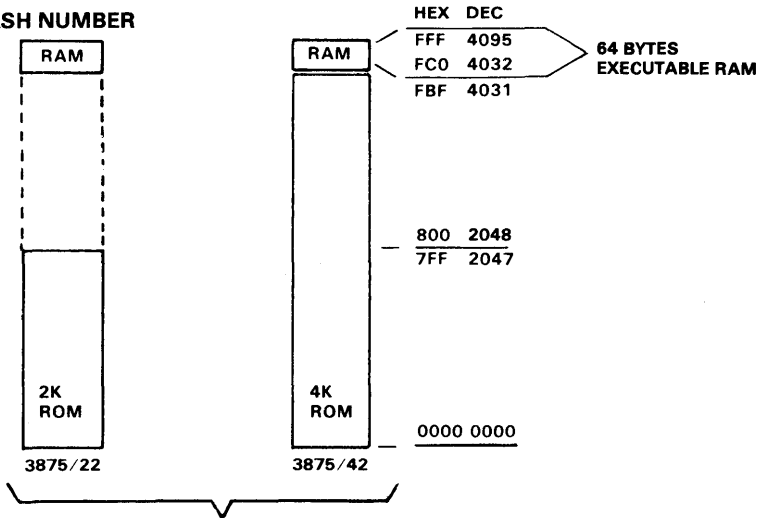 HEX DEC
SH NUMBER
FFF 4095
RAM
RAM
64 BYTES
FC0 4032
EXECUTABLE RAM
FBF 4031
800 2048
7FF 2047
2K
ROM
4K
ROM
0000 0000
3875/22
3875/42